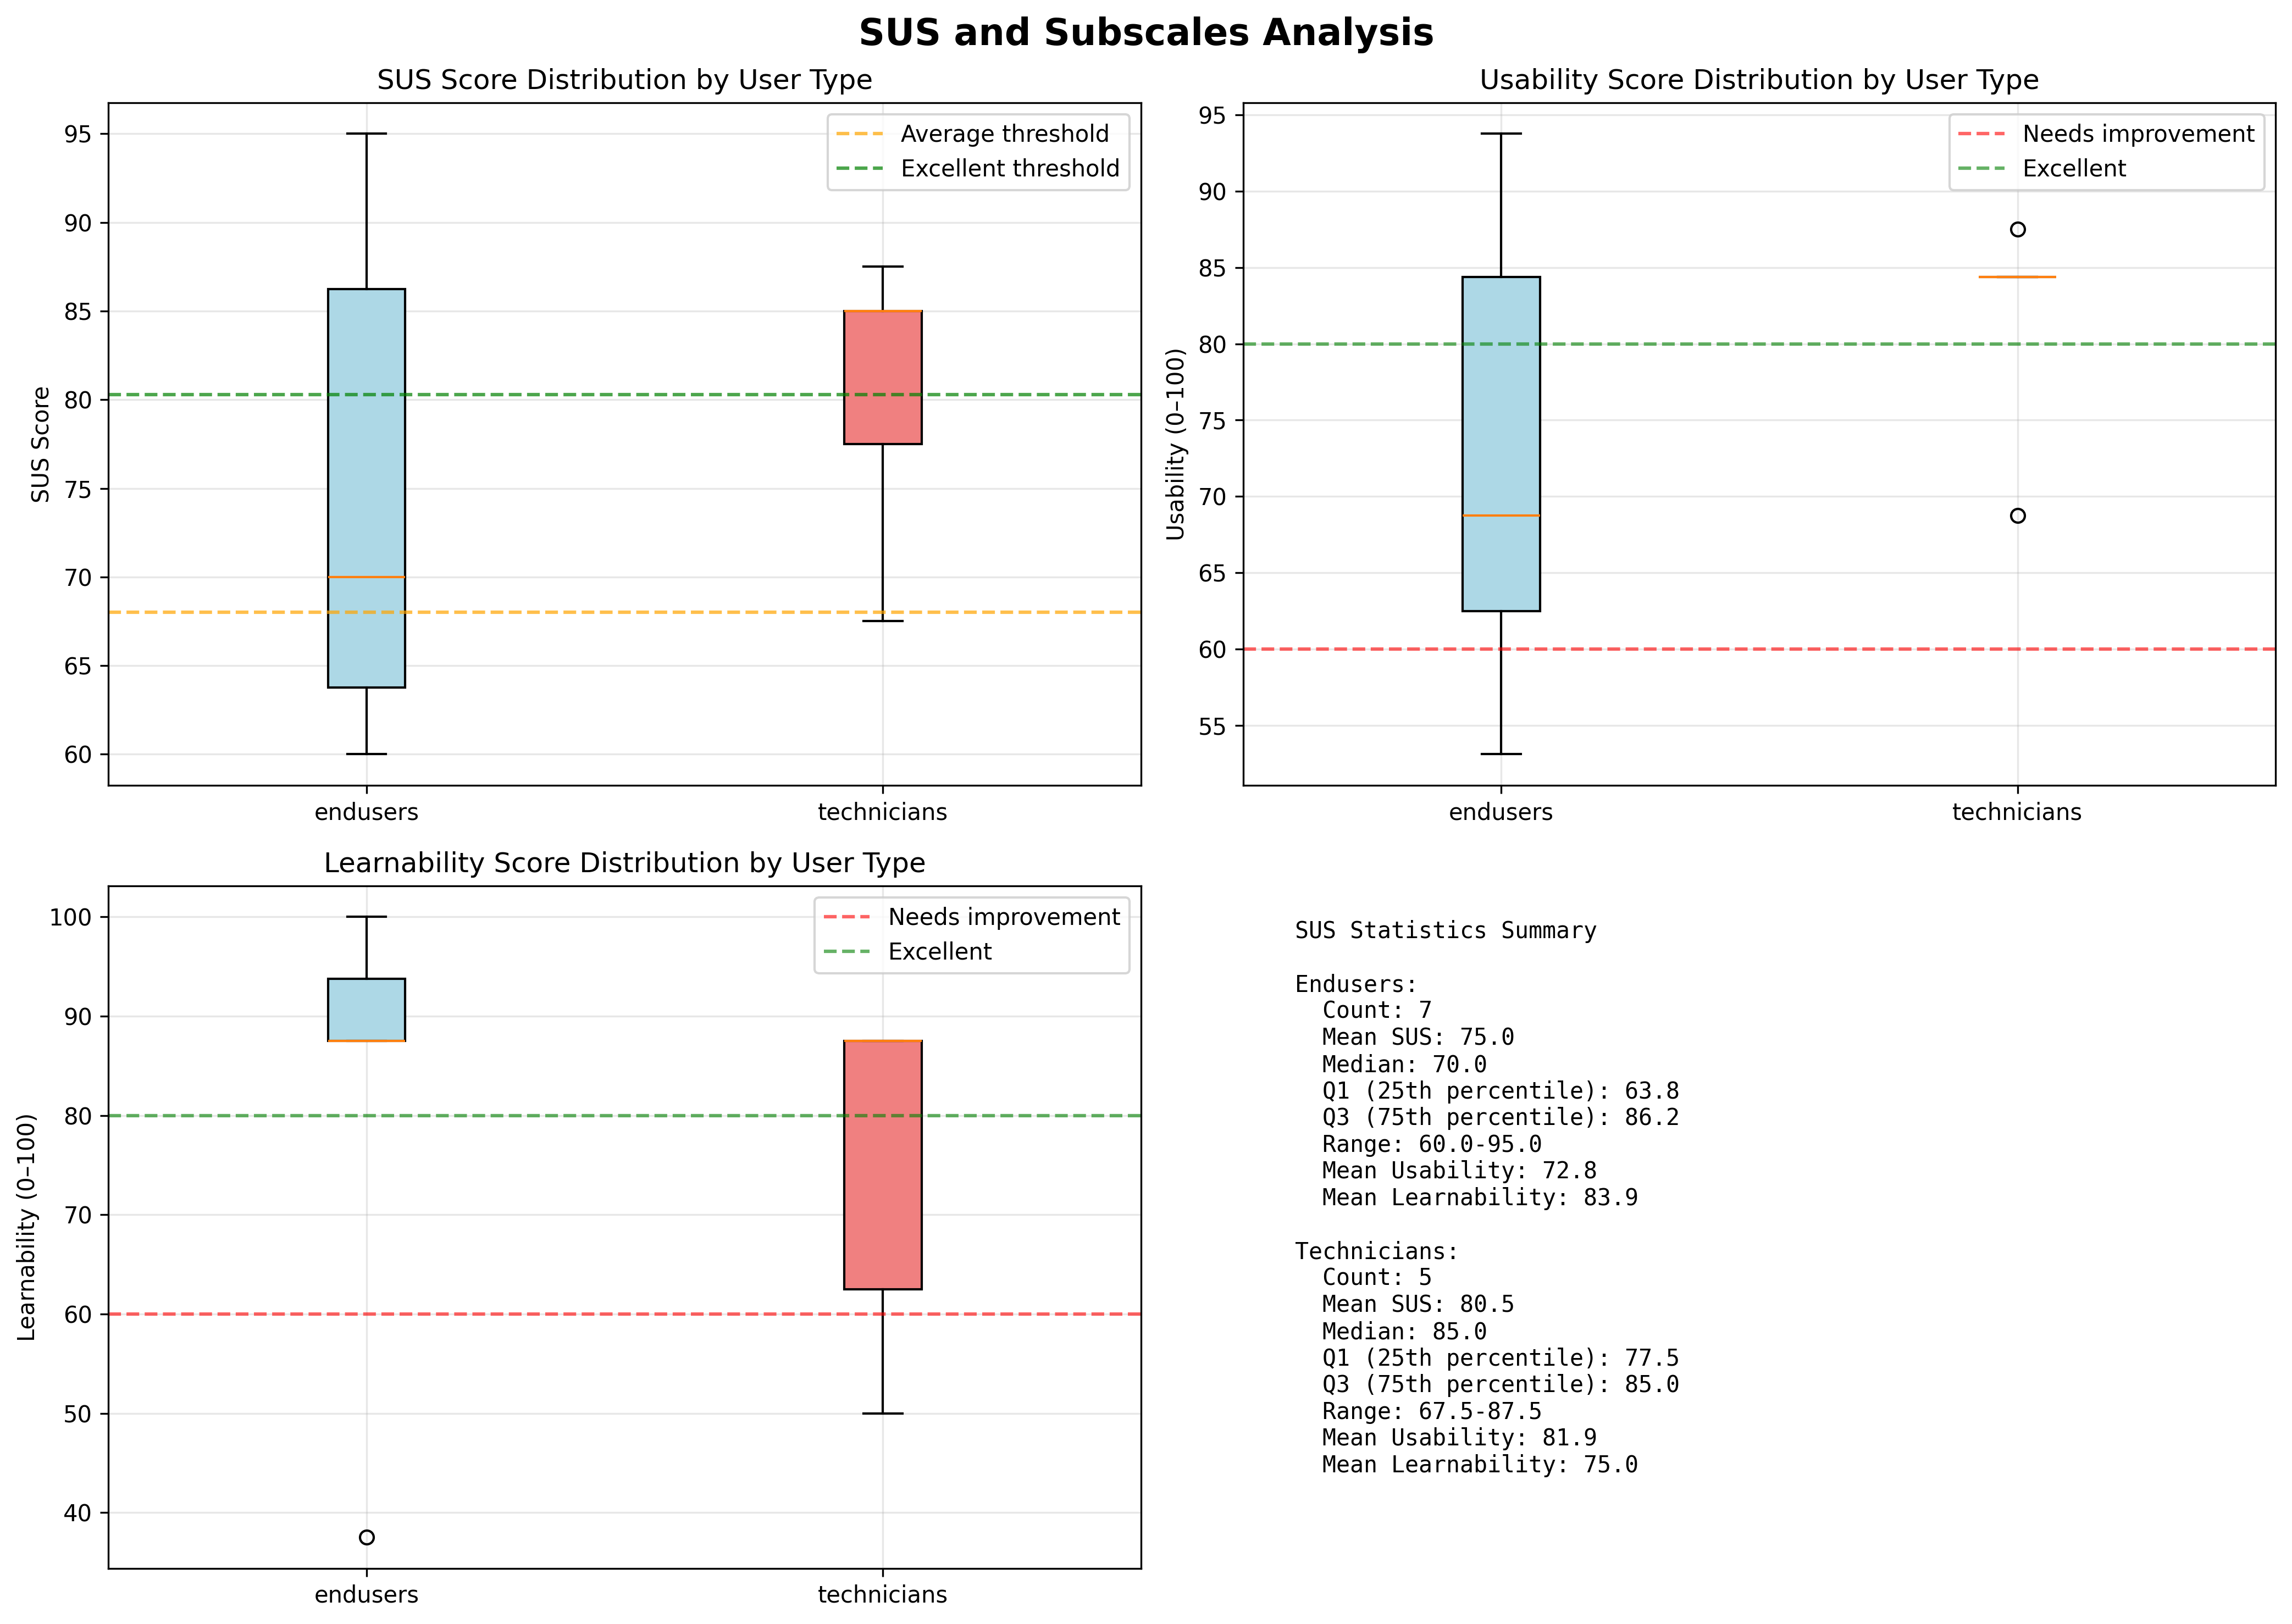 SUS and Subscales Analysis
SUS Score Distribution by User Type
SUS Score
95
90
85
80
75
70
65
60
Average threshold
Excellent threshold
endusers
technicians
Usability Score Distribution by User Type
Usability (0–100)
95
90
85
80
75
70
65
60
55
Needs improvement
Excellent
endusers
technicians
Learnability Score Distribution by User Type
Learnability (0–100)
100
90
80
70
60
50
40
Needs improvement
Excellent
endusers
technicians
SUS Statistics Summary
Endusers:
Count: 7
Mean SUS: 75.0
Median: 70.0
Q1 (25th percentile): 63.8
Q3 (75th percentile): 86.2
Range: 60.0-95.0
Mean Usability: 72.8
Mean Learnability: 83.9
Technicians:
Count: 5
Mean SUS: 80.5
Median: 85.0
Q1 (25th percentile): 77.5
Q3 (75th percentile): 85.0
Range: 67.5-87.5
Mean Usability: 81.9
Mean Learnability: 75.0